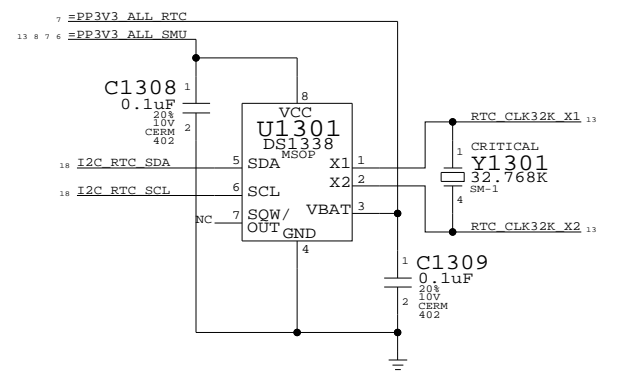 7 =PP3V3_ALL_RTC
13 8 7 6 =PP3V3_ALL_SMU
C1308 1
0.1uF
20%
10V
CERM 2
402
8
VCC
U1301
DS1338
MSOP
18 I2C_RTC_SDA 5 SDA
18 I2C_RTC_SCL 6 SCL
NC 7 SQW/
OUT
GND
4
X1 1
X2 2
VBAT 3
RTC_CLK32K_X1 13
CRITICAL
1 Y1301
32.768K
SM-1
4
RTC_CLK32K_X2 13
1 C1309
0.1uF
20%
10V
2 CERM
402